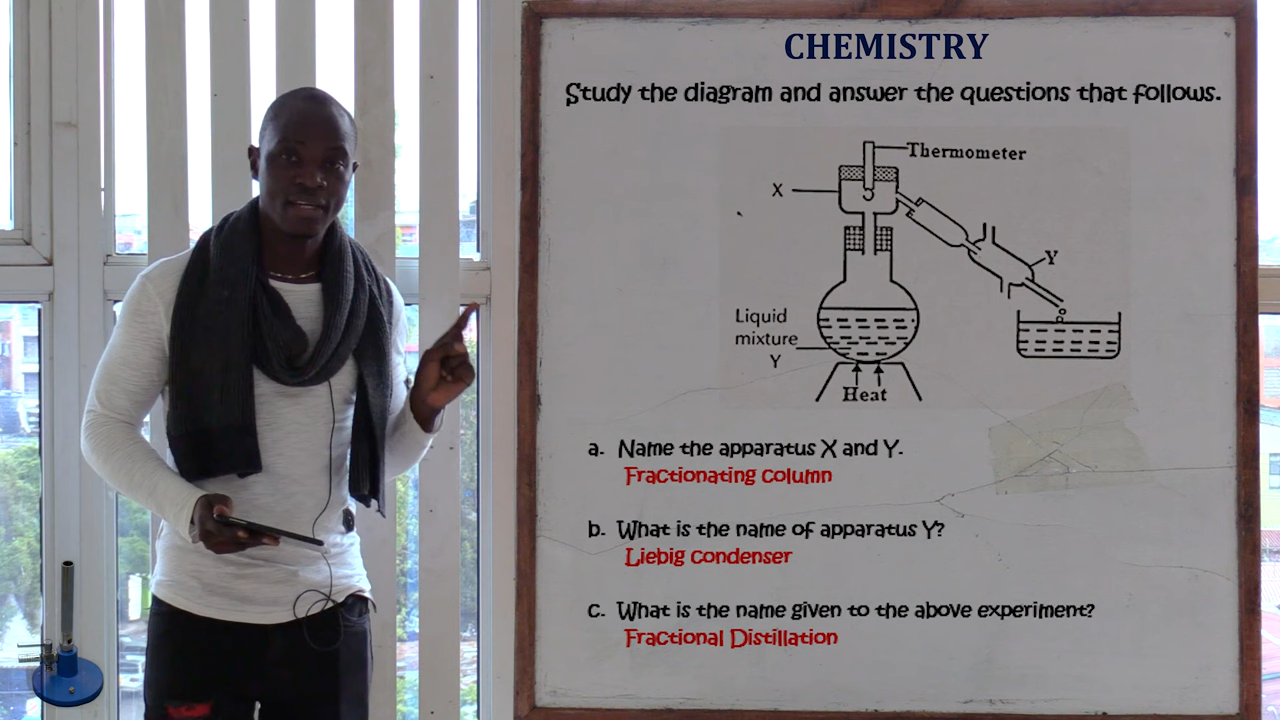 CHEMISTRY
Study the diagram and answer the questions that follows.
Thermometer
X
Y
Liquid
mixture
Y
Heat
a. Name the apparatus X and Y.
Fractionating column
b. What is the name of apparatus Y?
Liebig condenser
c. What is the name given to the above experiment?
Fractional Distillation